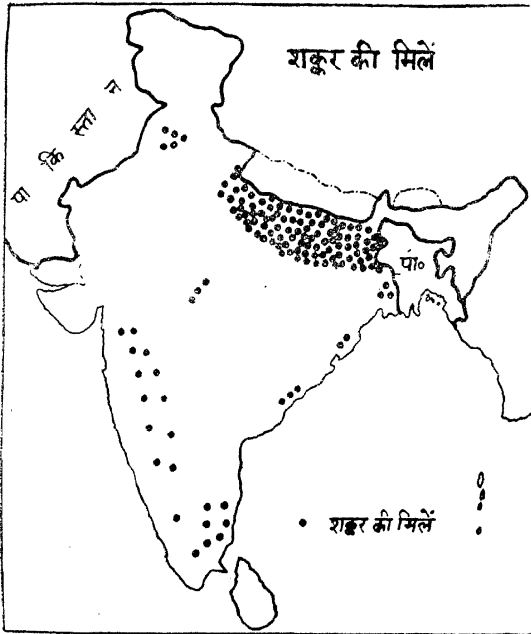 शक्कर की मिलें
पा कि स्ता न
पा०
शक्कर की मिलें